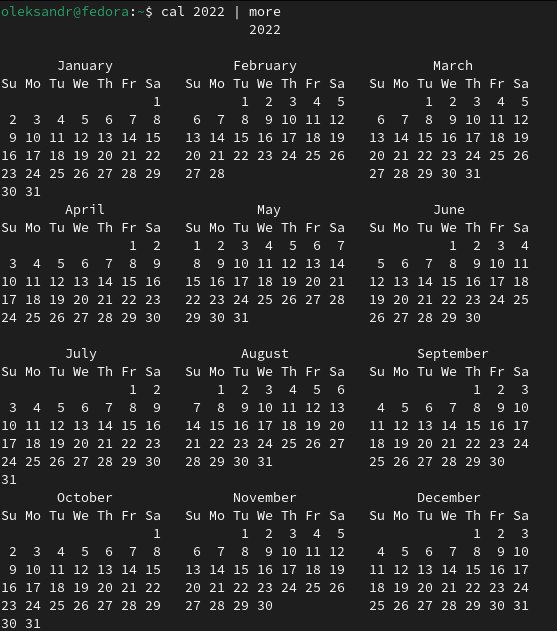 oleksandr@fedora:~$ cal 2022 | more
                               2022

       January               February                 March
Su Mo Tu We Th Fr Sa   Su Mo Tu We Th Fr Sa   Su Mo Tu We Th Fr Sa
                   1          1  2  3  4  5          1  2  3  4  5
 2  3  4  5  6  7  8    6  7  8  9 10 11 12    6  7  8  9 10 11 12
 9 10 11 12 13 14 15   13 14 15 16 17 18 19   13 14 15 16 17 18 19
16 17 18 19 20 21 22   20 21 22 23 24 25 26   20 21 22 23 24 25 26
23 24 25 26 27 28 29   27 28                  27 28 29 30 31
30 31
        April                   May                   June
Su Mo Tu We Th Fr Sa   Su Mo Tu We Th Fr Sa   Su Mo Tu We Th Fr Sa
                1  2    1  2  3  4  5  6  7             1  2  3  4
 3  4  5  6  7  8  9    8  9 10 11 12 13 14    5  6  7  8  9 10 11
10 11 12 13 14 15 16   15 16 17 18 19 20 21   12 13 14 15 16 17 18
17 18 19 20 21 22 23   22 23 24 25 26 27 28   19 20 21 22 23 24 25
24 25 26 27 28 29 30   29 30 31               26 27 28 29 30

        July                  August                September
Su Mo Tu We Th Fr Sa   Su Mo Tu We Th Fr Sa   Su Mo Tu We Th Fr Sa
                1  2       1  2  3  4  5  6                1  2  3
 3  4  5  6  7  8  9    7  8  9 10 11 12 13    4  5  6  7  8  9 10
10 11 12 13 14 15 16   14 15 16 17 18 19 20   11 12 13 14 15 16 17
17 18 19 20 21 22 23   21 22 23 24 25 26 27   18 19 20 21 22 23 24
24 25 26 27 28 29 30   28 29 30 31            25 26 27 28 29 30
31
       October               November               December
Su Mo Tu We Th Fr Sa   Su Mo Tu We Th Fr Sa   Su Mo Tu We Th Fr Sa
                   1          1  2  3  4  5                1  2  3
 2  3  4  5  6  7  8    6  7  8  9 10 11 12    4  5  6  7  8  9 10
 9 10 11 12 13 14 15   13 14 15 16 17 18 19   11 12 13 14 15 16 17
16 17 18 19 20 21 22   20 21 22 23 24 25 26   18 19 20 21 22 23 24
23 24 25 26 27 28 29   27 28 29 30            25 26 27 28 29 30 31
30 31